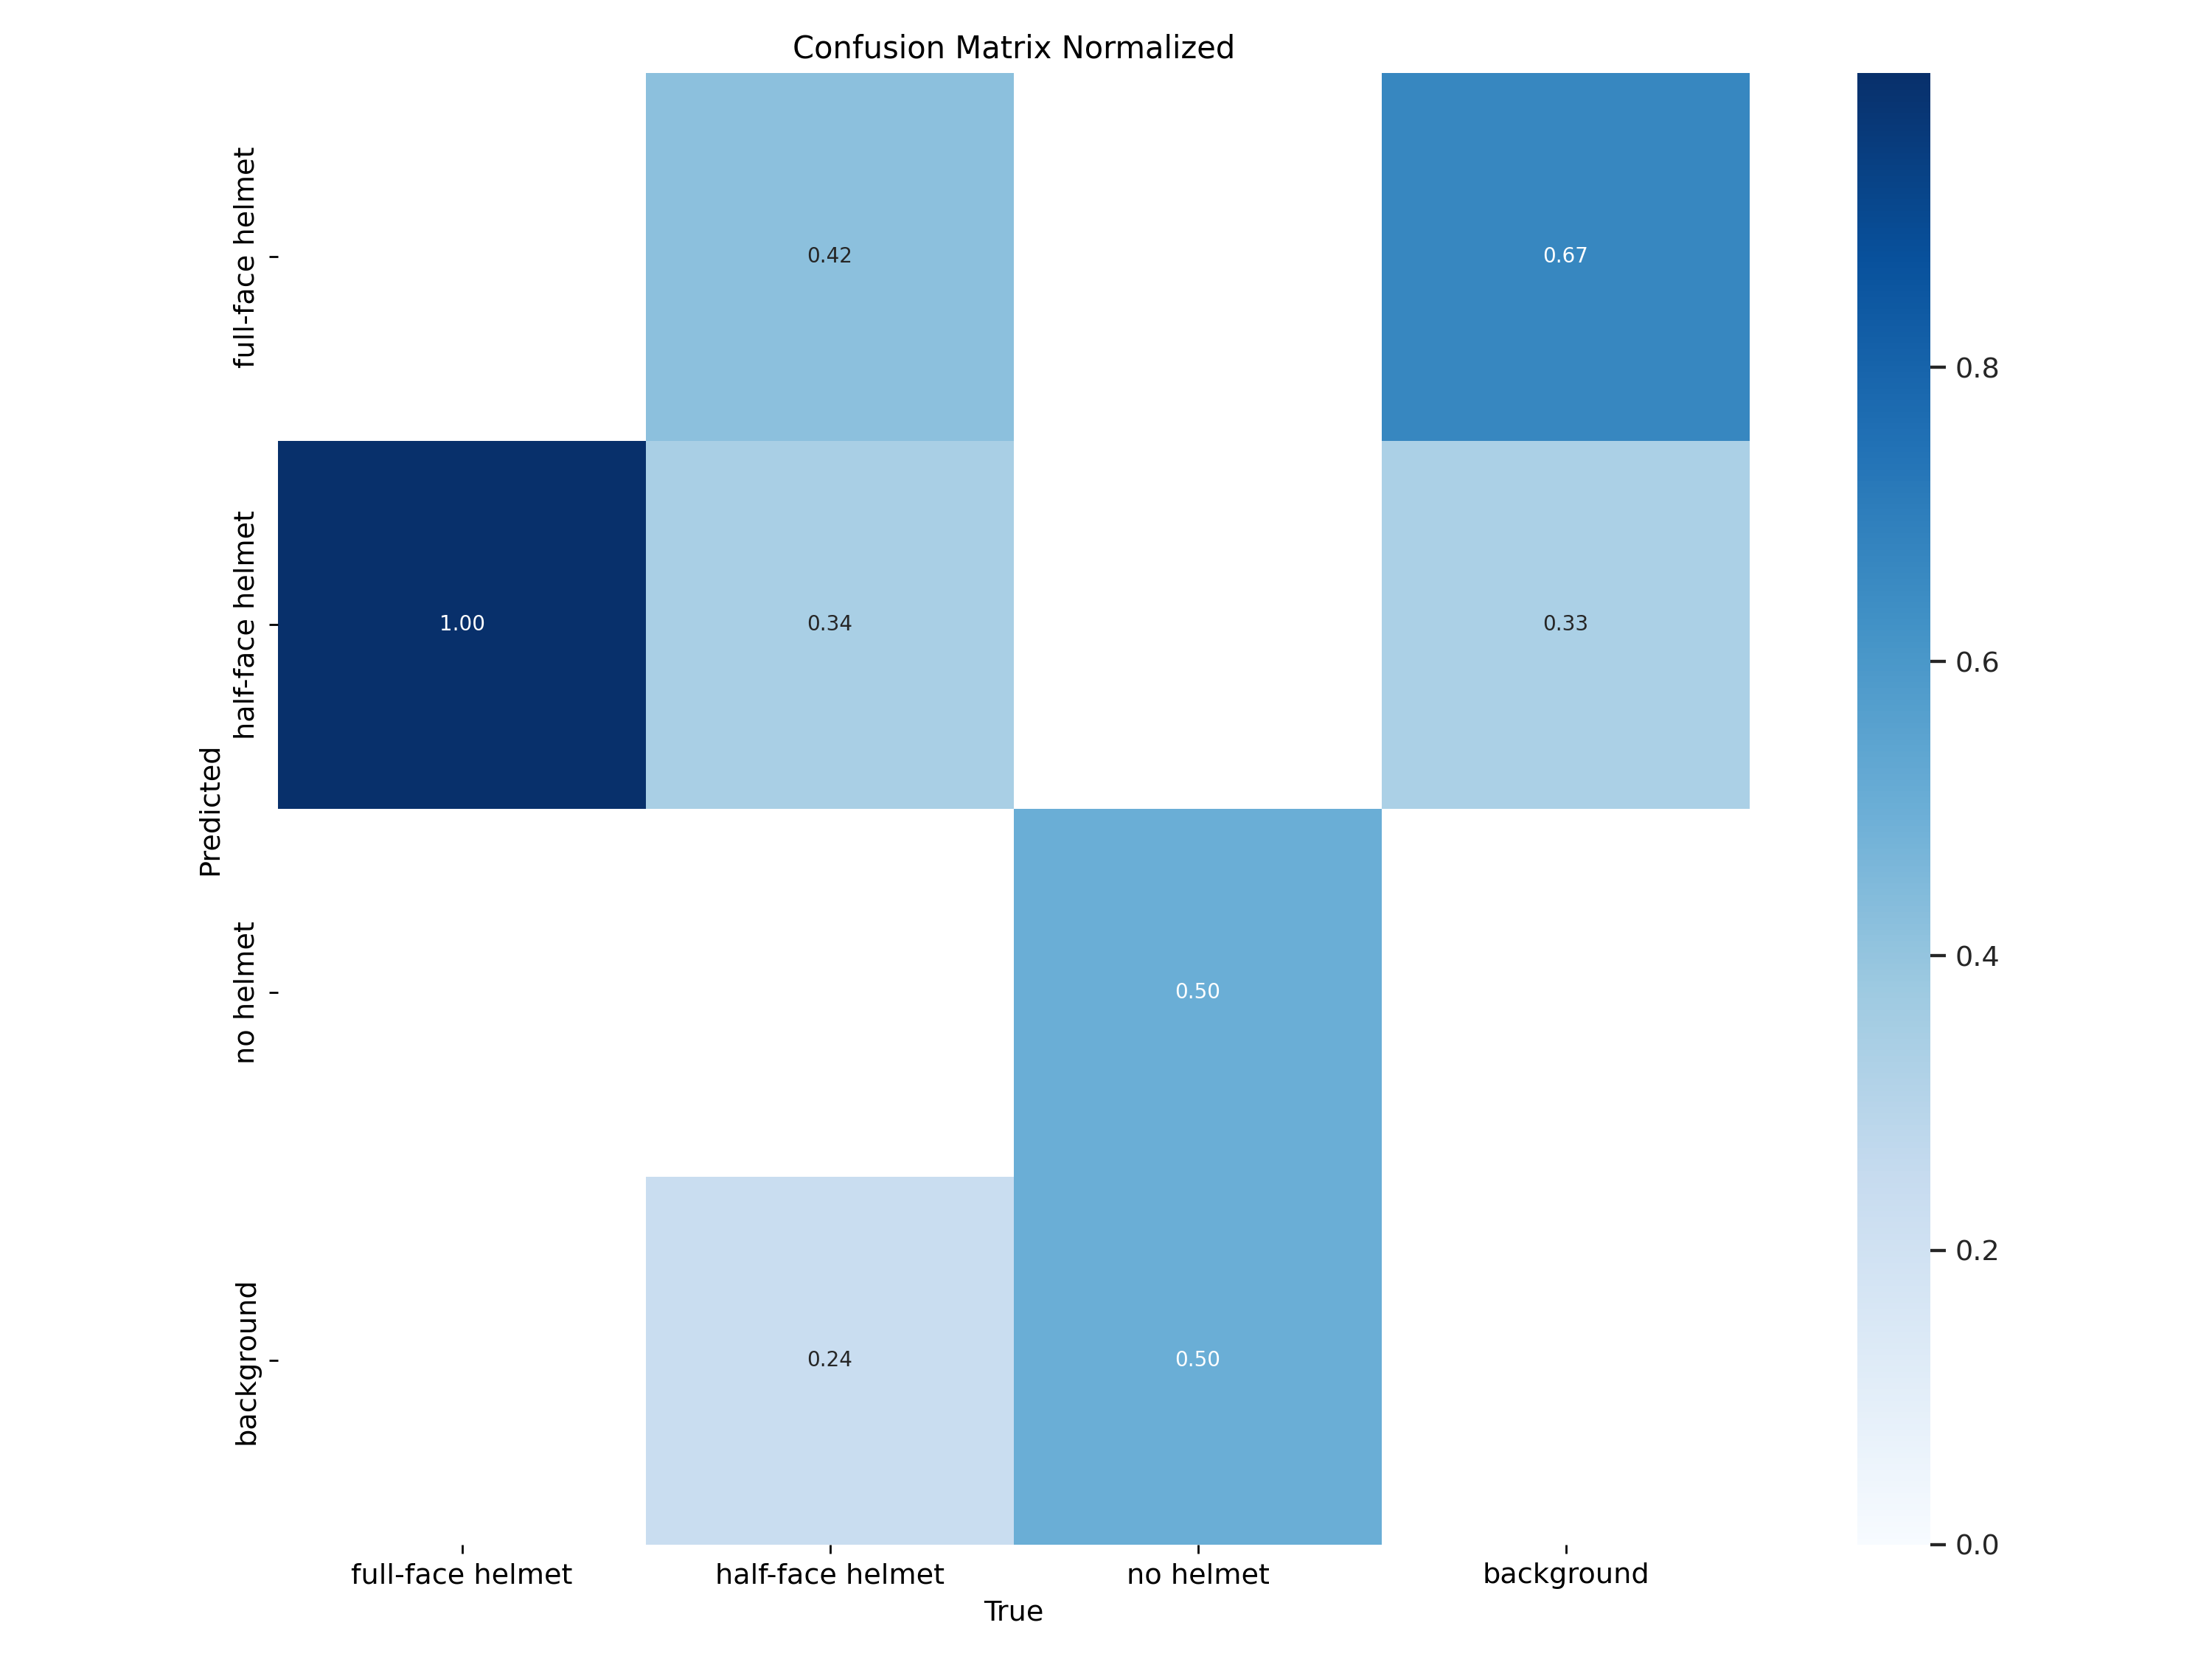 Confusion Matrix Normalized
full-face helmet
0.42
0.67
0.8
half-face helmet
1.00
0.34
0.33
0.6
Predicted
0.4
no helmet
0.50
0.2
background
0.24
0.50
0.0
full-face helmet
half-face helmet
no helmet
background
True